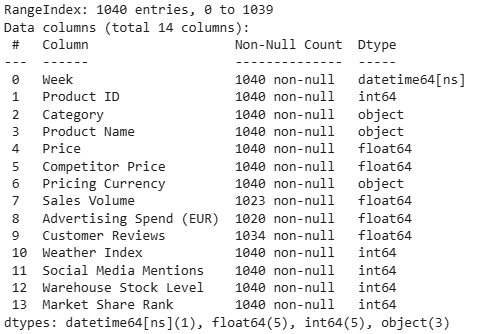 RangeIndex: 1040 entries, 0 to 1039
Data columns (total 14 columns):
 #   Column                  Non-Null Count  Dtype
---  ------                  --------------  -----
 0   Week                    1040 non-null   datetime64[ns]
 1   Product ID              1040 non-null   int64
 2   Category                1040 non-null   object
 3   Product Name            1040 non-null   object
 4   Price                   1040 non-null   float64
 5   Competitor Price        1040 non-null   float64
 6   Pricing Currency        1040 non-null   object
 7   Sales Volume            1023 non-null   float64
 8   Advertising Spend (EUR)  1020 non-null   float64
 9   Customer Reviews        1034 non-null   float64
 10  Weather Index           1040 non-null   int64
 11  Social Media Mentions   1040 non-null   int64
 12  Warehouse Stock Level   1040 non-null   int64
 13  Market Share Rank       1040 non-null   int64
dtypes: datetime64[ns](1), float64(5), int64(5), object(3)